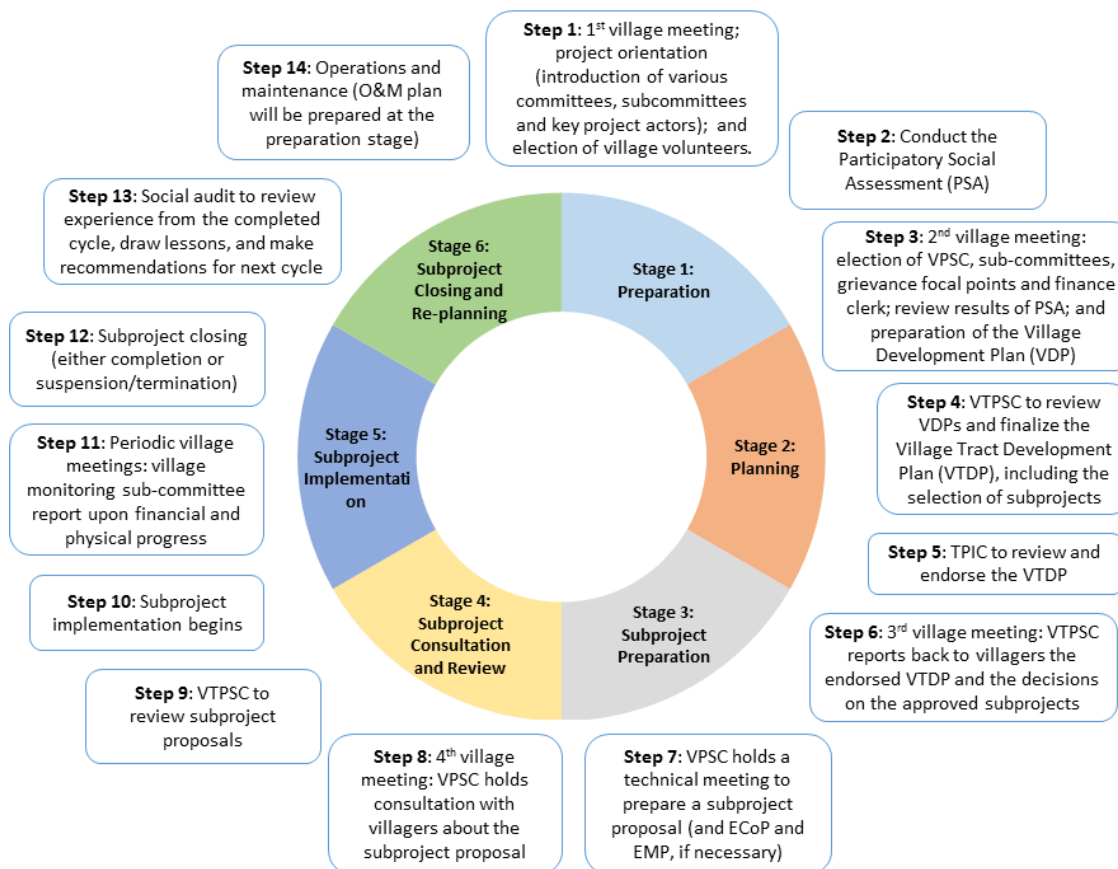 Step 1: 1st village meeting;
project orientation
(introduction of various
committees, subcommittees
and key project actors); and
election of village volunteers.
Step 2: Conduct the
Participatory Social
Assessment (PSA)
Step 3: 2nd village meeting:
election of VPSC, sub-committees,
grievance focal points and finance
clerk; review results of PSA; and
preparation of the Village
Development Plan (VDP)
Step 4: VTPSC to review
VDPs and finalize the
Village Tract Development
Plan (VTDP), including the
selection of subprojects
Step 5: TPIC to review and
endorse the VTDP
Step 6: 3rd village meeting: VTPSC
reports back to villagers the
endorsed VTDP and the decisions
on the approved subprojects
Step 7: VPSC holds a
technical meeting to
prepare a subproject
proposal (and ECoP and
EMP, if necessary)
Step 8: 4th village
meeting: VPSC holds
consultation with
villagers about the
subproject proposal
Step 9: VTPSC to
review subproject
proposals
Step 10: Subproject
implementation begins
Step 11: Periodic village
meetings: village
monitoring sub-committee
report upon financial and
physical progress
Step 12: Subproject closing
(either completion or
suspension/termination)
Step 13: Social audit to review
experience from the completed
cycle, draw lessons, and make
recommendations for next cycle
Step 14: Operations and
maintenance (O&M plan
will be prepared at the
preparation stage)
Stage 1:
Preparation
Stage 2:
Planning
Stage 3:
Subproject
Preparation
Stage 4:
Subproject
Consultation
and Review
Stage 5:
Subproject
Implementati
on
Stage 6:
Subproject
Closing and
Re-planning